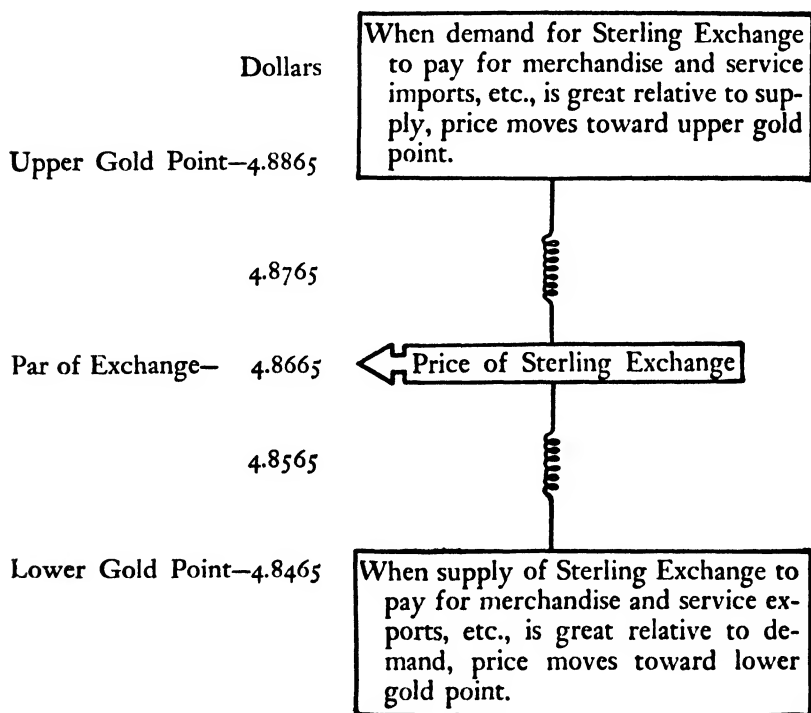 Dollars
When demand for Sterling Exchange
to pay for merchandise and service
imports, etc., is great relative to sup-
ply, price moves toward upper gold
point.
Upper Gold Point—4.8865
4.8765
Par of Exchange— 4.8665
Price of Sterling Exchange
4.8565
Lower Gold Point—4.8465
When supply of Sterling Exchange to
pay for merchandise and service ex-
ports, etc., is great relative to de-
mand, price moves toward lower
gold point.